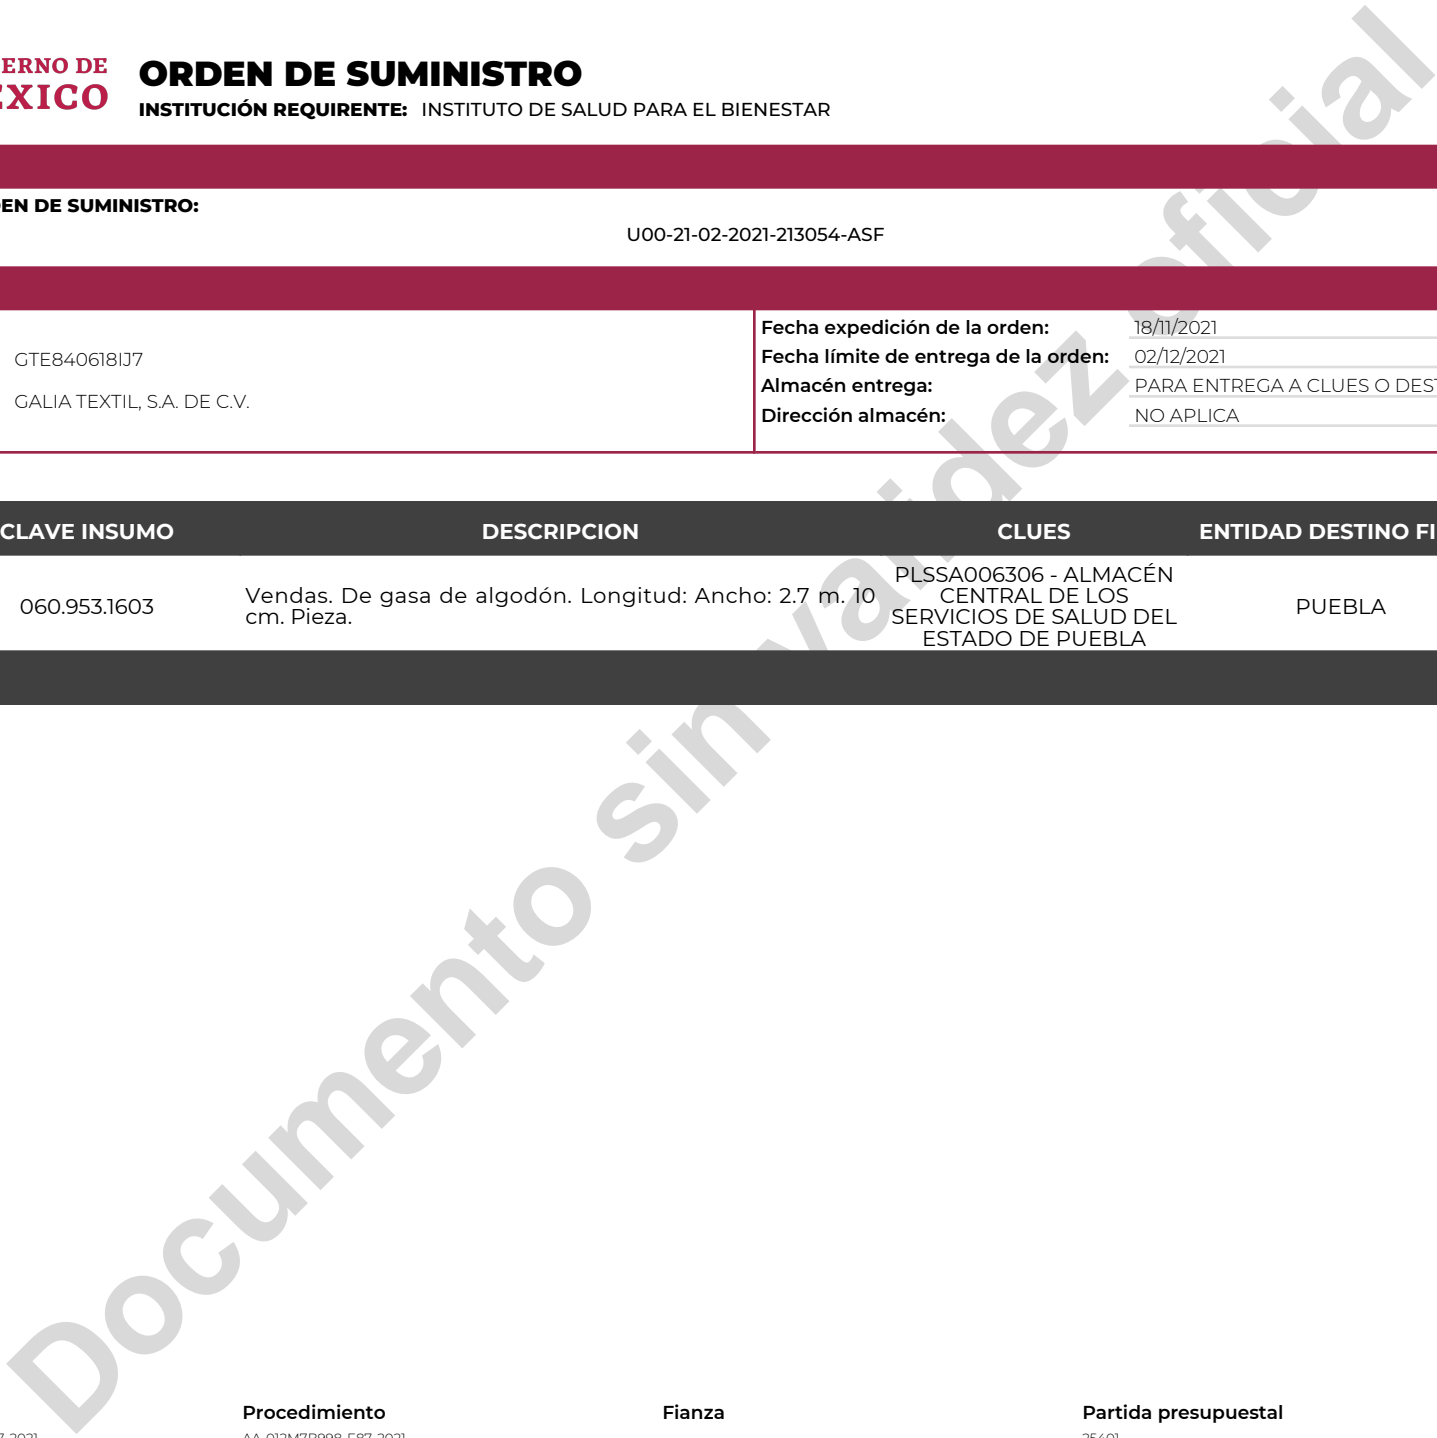 ERNO DE
EXICO
ORDEN DE SUMINISTRO
INSTITUCIÓN REQUIRENTE: INSTITUTO DE SALUD PARA EL BIENESTAR
EN DE SUMINISTRO:
U00-21-02-2021-213054-ASF
GTE840618IJ7
GALIA TEXTIL, S.A. DE C.V.
Fecha expedición de la orden: 18/11/2021
Fecha límite de entrega de la orden: 02/12/2021
Almacén entrega: PARA ENTREGA A CLUES O DEST
Dirección almacén: NO APLICA
CLAVE INSUMO DESCRIPCION CLUES ENTIDAD DESTINO FI
060.953.1603
Vendas. De gasa de algodón. Longitud: Ancho: 2.7 m. 10
cm. Pieza.
PLSSA006306 - ALMACÉN
CENTRAL DE LOS
SERVICIOS DE SALUD DEL
ESTADO DE PUEBLA
PUEBLA
Documento sin validez oficial
Procedimiento Fianza Partida presupuestal